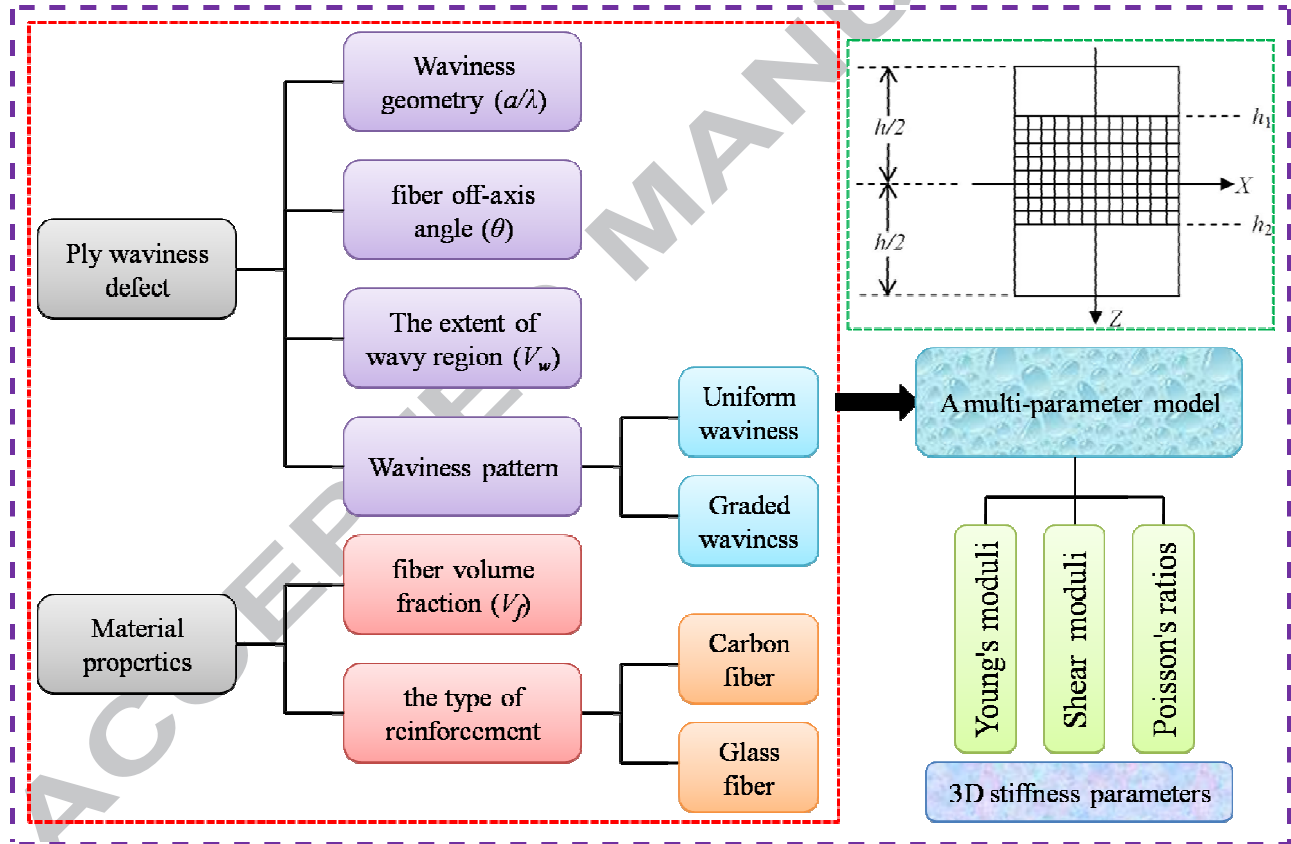 Waviness
geometry (a/λ)
fiber off-axis
angle (θ)
Ply waviness
defect
The extent of
wavy region (Vw)
Waviness pattern
Uniform
waviness
Graded
waviness
fiber volume
fraction (Vf)
Material
properties
the type of
reinforcement
Carbon
fiber
Glass
fiber
h/2
h/2
h1
X
h2
Z
A multi-parameter model
Young's moduli
Shear moduli
Poisson's ratios
3D stiffness parameters